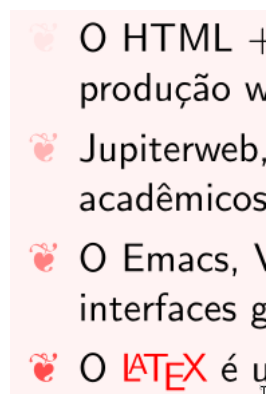 O HTML +
produção w
Jupiterweb,
acadêmicos
O Emacs, V
interfaces g
O LATEX é u